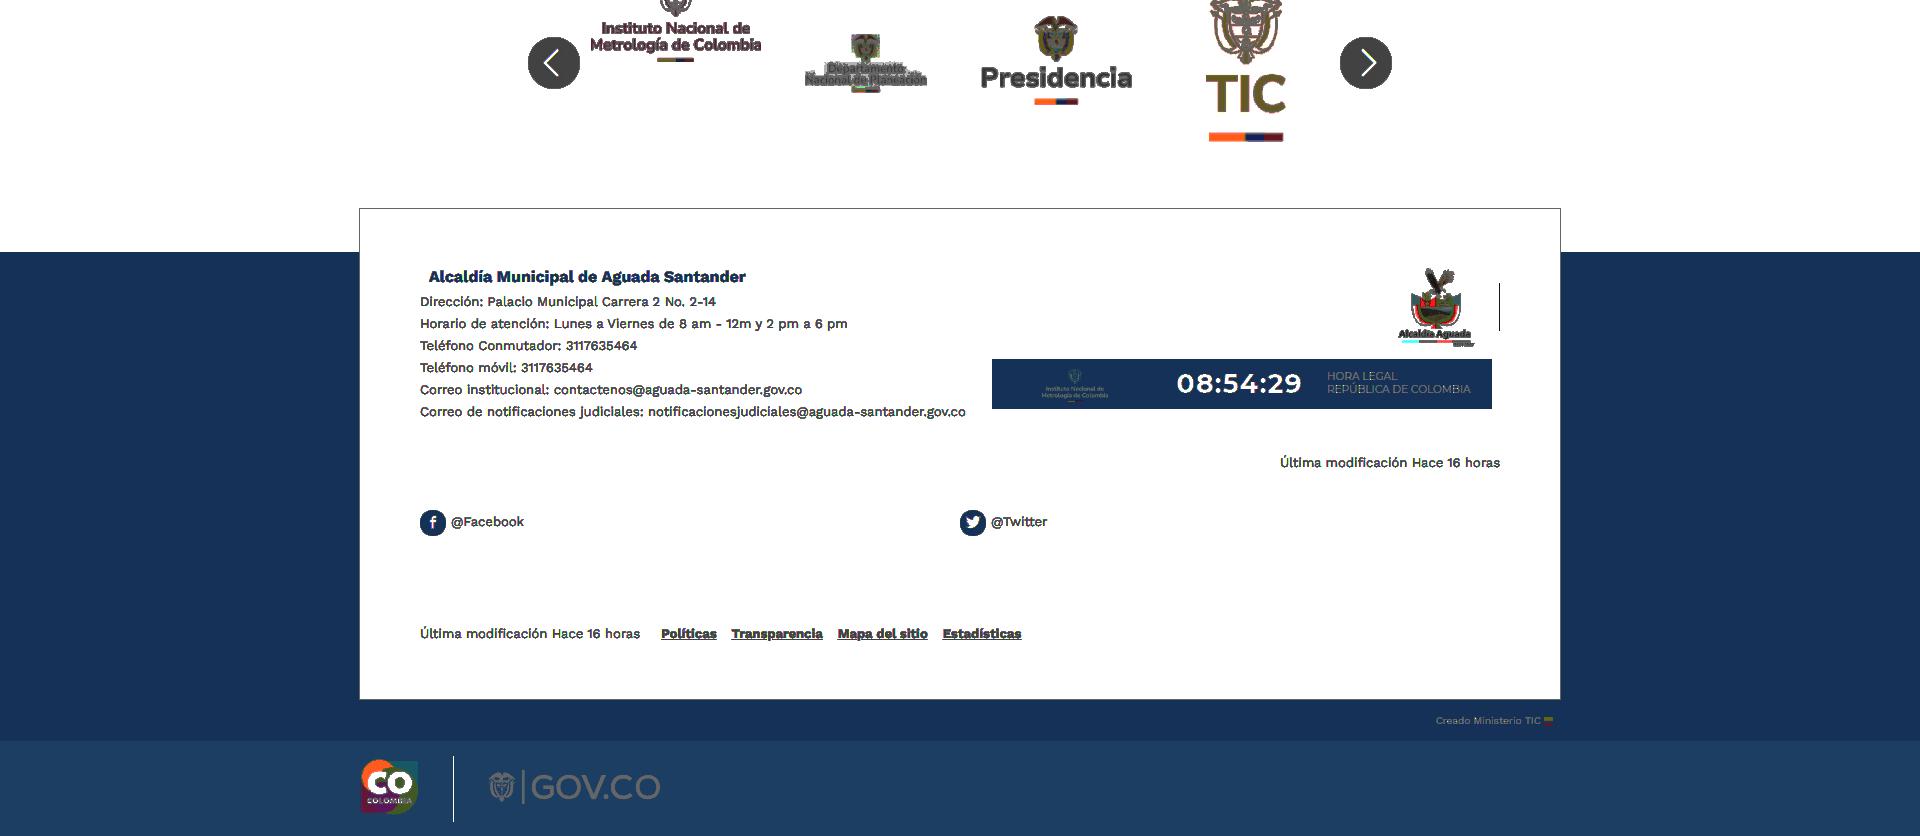 Instituto Nacional de
Metrología de Colombia
Departamento
Nacional de Planeación
Presidencia
TIC
Alcaldía Municipal de Aguada Santander
Dirección: Palacio Municipal Carrera 2 No. 2-14
Horario de atención: Lunes a Viernes de 8 am - 12m y 2 pm a 6 pm
Teléfono Conmutador: 3117635464
Teléfono móvil: 3117635464
Correo institucional: contactenos@aguada-santander.gov.co
Correo de notificaciones judiciales: notificacionesjudiciales@aguada-santander.gov.co
Alcaldía Aguada
Instituto Nacional de
Metrología de Colombia
08:54:29
HORA LEGAL
REPÚBLICA DE COLOMBIA
Última modificación Hace 16 horas
@Facebook
@Twitter
Última modificación Hace 16 horas Políticas Transparencia Mapa del sitio Estadísticas
Creado Ministerio TIC
CO
COLOMBIA
GOV.CO